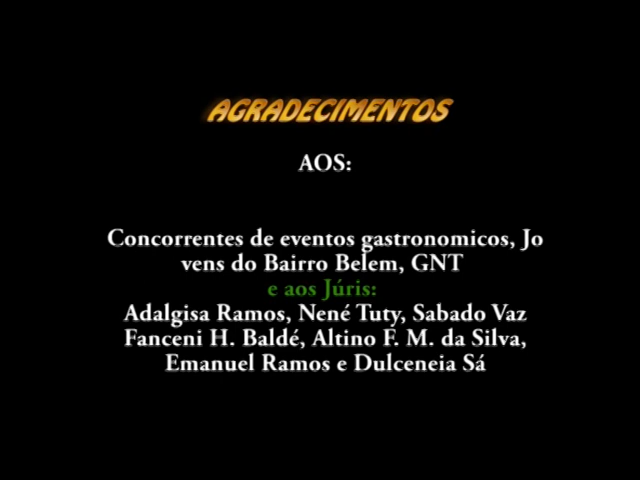 AGRADECIMENTOS
AOS:
Concorrentes de eventos gastronomicos, Jo
vens do Bairro Belem, GNT
e aos Júris:
Adalgisa Ramos, Nené Tuty, Sabado Vaz
Fanceni H. Baldé, Altino F. M. da Silva,
Emanuel Ramos e Dulceneia Sá